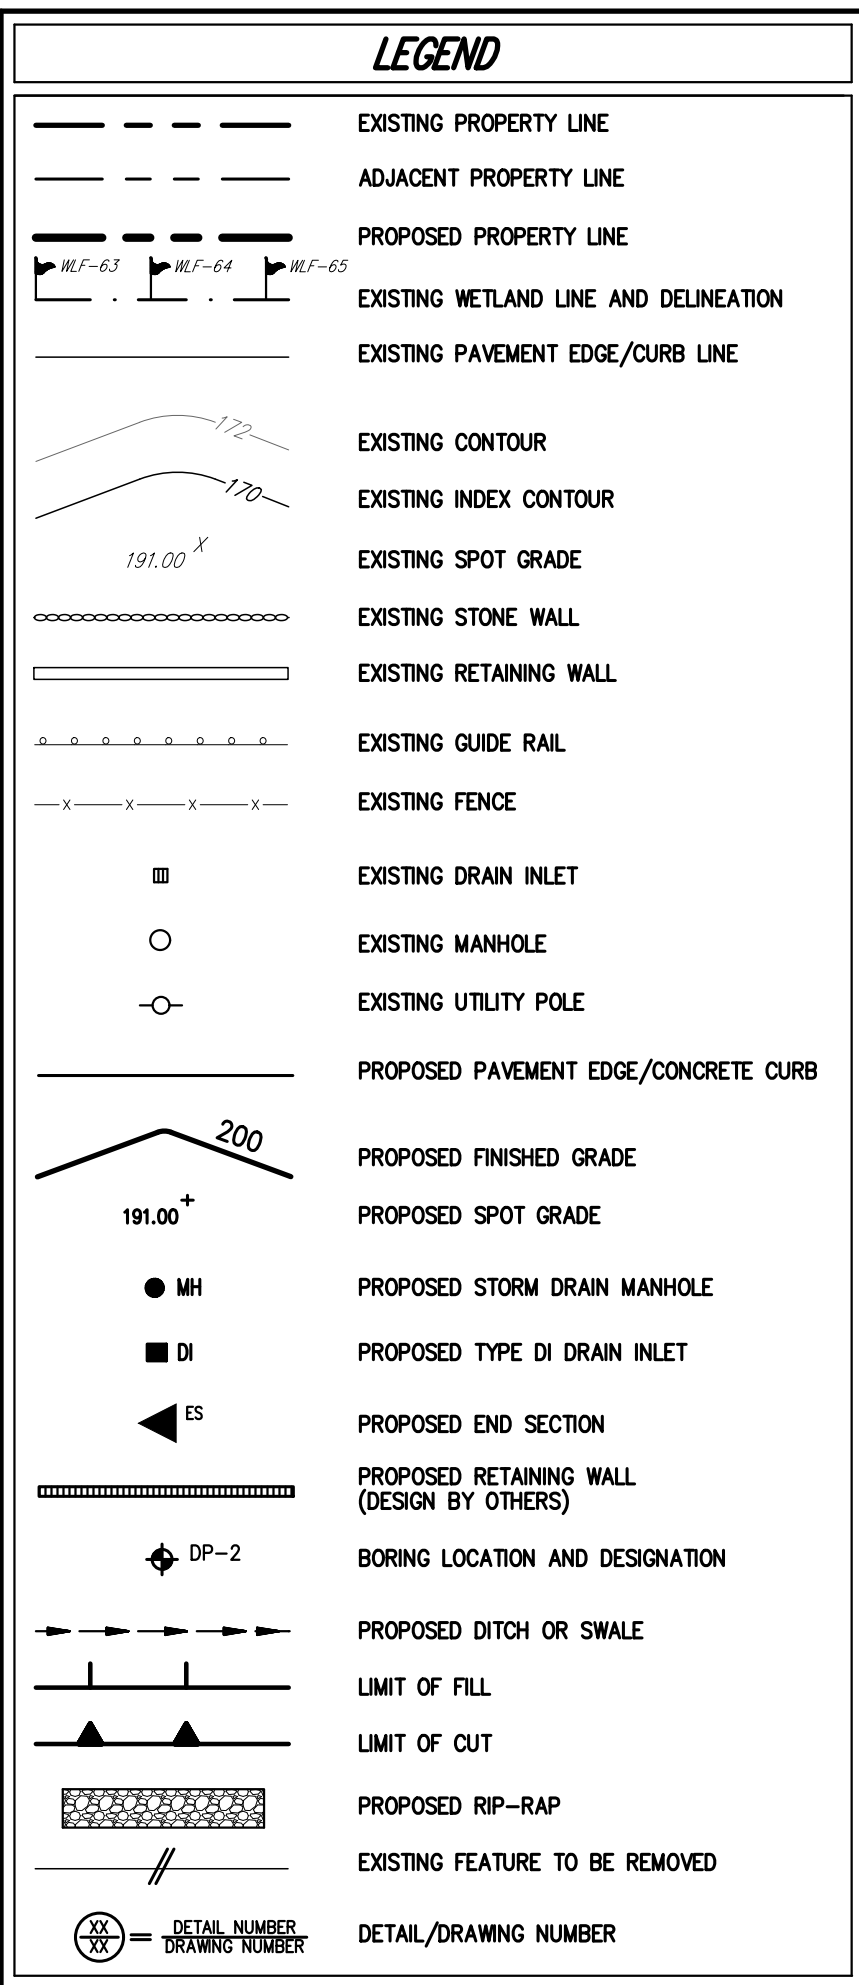 LEGEND
EXISTING PROPERTY LINE
ADJACENT PROPERTY LINE
PROPOSED PROPERTY LINE
WLF-63 WLF-64 WLF-65
EXISTING WETLAND LINE AND DELINEATION
EXISTING PAVEMENT EDGE/CURB LINE
172
EXISTING CONTOUR
170 EXISTING INDEX CONTOUR
191.00 X EXISTING SPOT GRADE
EXISTING STONE WALL
EXISTING RETAINING WALL
EXISTING GUIDE RAIL
X X X X EXISTING FENCE
EXISTING DRAIN INLET
EXISTING MANHOLE
EXISTING UTILITY POLE
PROPOSED PAVEMENT EDGE/CONCRETE CURB
200
PROPOSED FINISHED GRADE
191.00 + PROPOSED SPOT GRADE
MH PROPOSED STORM DRAIN MANHOLE
DI PROPOSED TYPE DI DRAIN INLET
ES PROPOSED END SECTION
PROPOSED RETAINING WALL
(DESIGN BY OTHERS)
DP-2 BORING LOCATION AND DESIGNATION
PROPOSED DITCH OR SWALE
LIMIT OF FILL
LIMIT OF CUT
PROPOSED RIP-RAP
EXISTING FEATURE TO BE REMOVED
XX
XX
=
DETAIL NUMBER
DRAWING NUMBER
DETAIL/DRAWING NUMBER